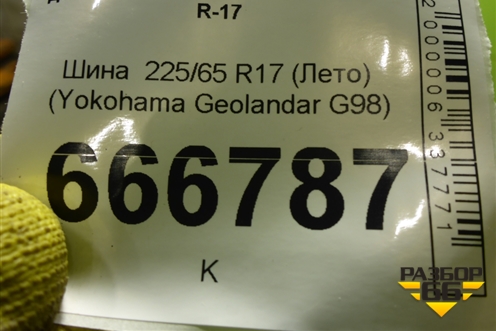 R-17
Шина 225/65 R17 (Лето)
(Yokohama Geolandar G98)
666787
K
2000006337771
РАЗБОР
66